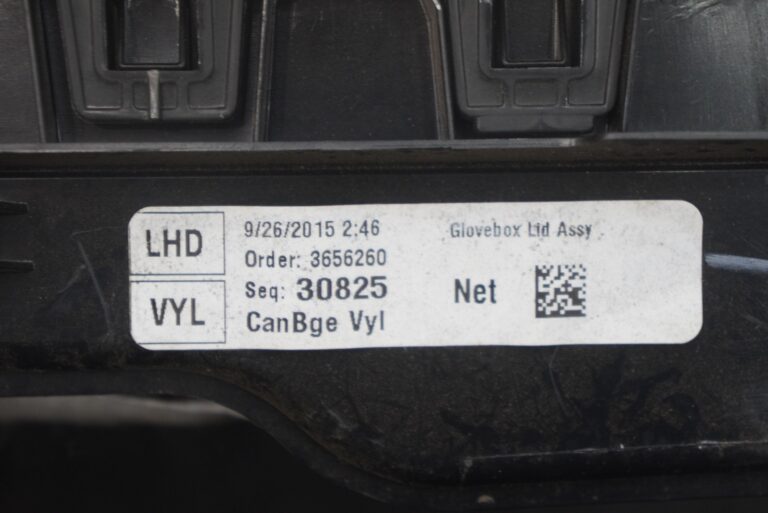 LHD
VYL
9/26/2015 2:46
Order: 3656260
Seq: 30825
CanBge Vyl
Glovebox Lid Assy
Net